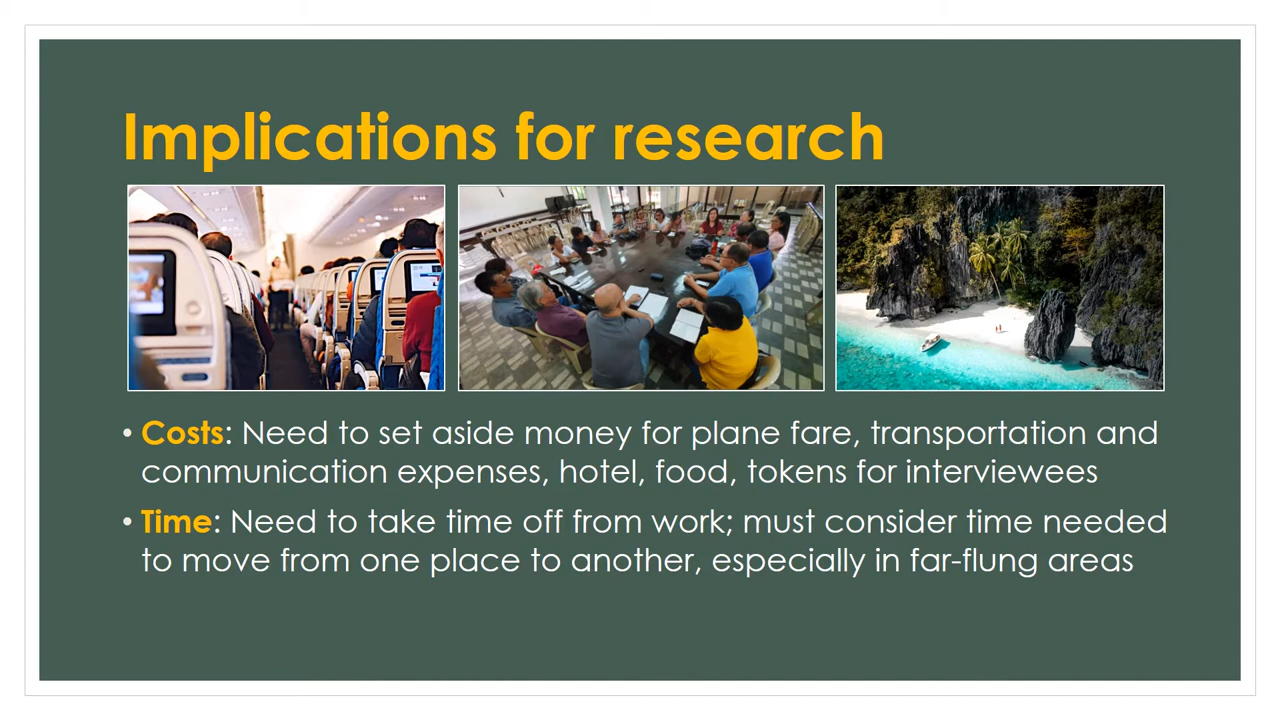 Implications for research
• Costs: Need to set aside money for plane fare, transportation and
communication expenses, hotel, food, tokens for interviewees
• Time: Need to take time off from work; must consider time needed
to move from one place to another, especially in far-flung areas